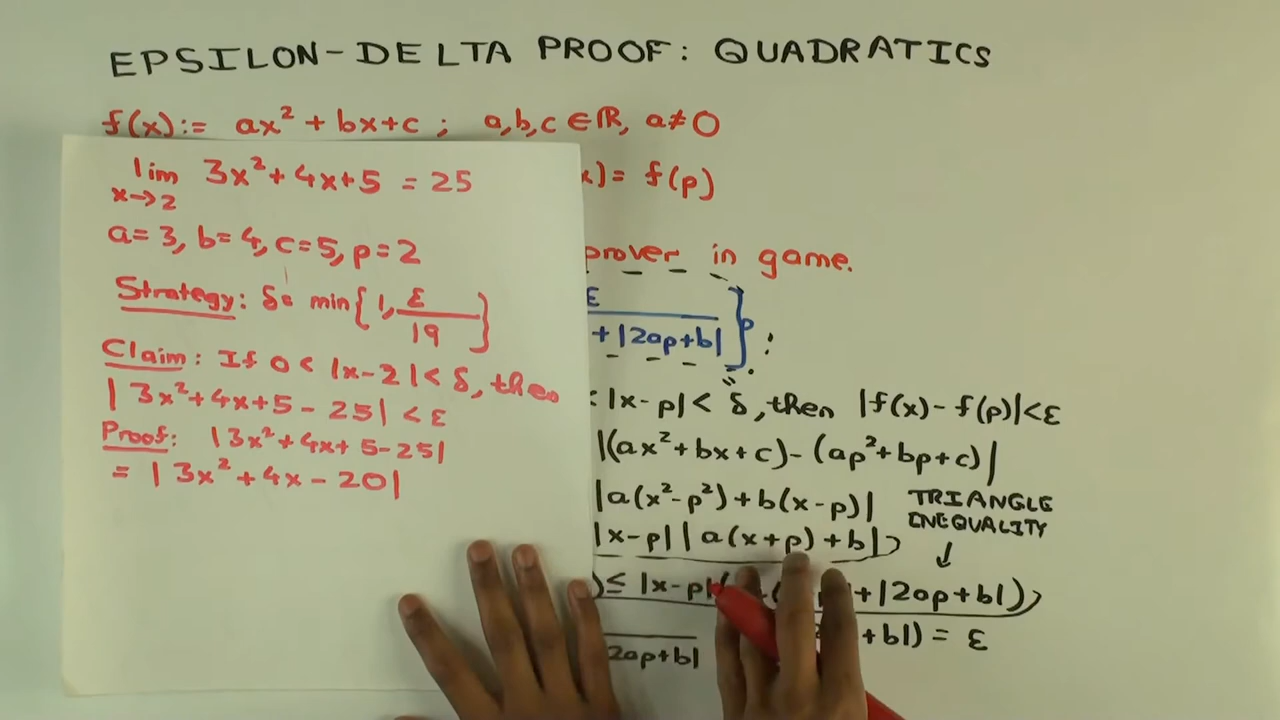 EPSILON-DELTA PROOF: QUADRATICS
f(x):= ax² + bx+c ; a,b,c ∈ ℝ, a≠0
lim x→2 3x²+4x+5 = 25
)= f(p)
a=3, b=4, c=5, p=2
prover in game.
Strategy: δ= min{1, ε/19}
ε
+ |2ap+b| }
Claim: If 0 < |x-2| < δ, then
|3x²+4x+5-25| < ε
< |x-p| < δ, then |f(x)-f(p)|<ε
Proof: |3x²+4x+5-25|
= |3x²+4x-20|
|(ax²+bx+c)-(ap²+bp+c)|
|a(x²-p²)+b(x-p)|
TRIANGLE
INEQUALITY
↓
|x-p| |a(x+p)+b|
)≤ |x-p|( +|2ap+b|)
+b|) = ε
2ap+b|